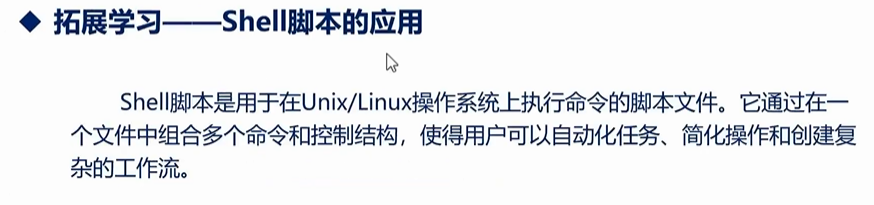 ◆ 拓展学习——Shell脚本的应用
Shell脚本是用于在Unix/Linux操作系统上执行命令的脚本文件。它通过在一
个文件中组合多个命令和控制结构，使得用户可以自动化任务、简化操作和创建复
杂的工作流。